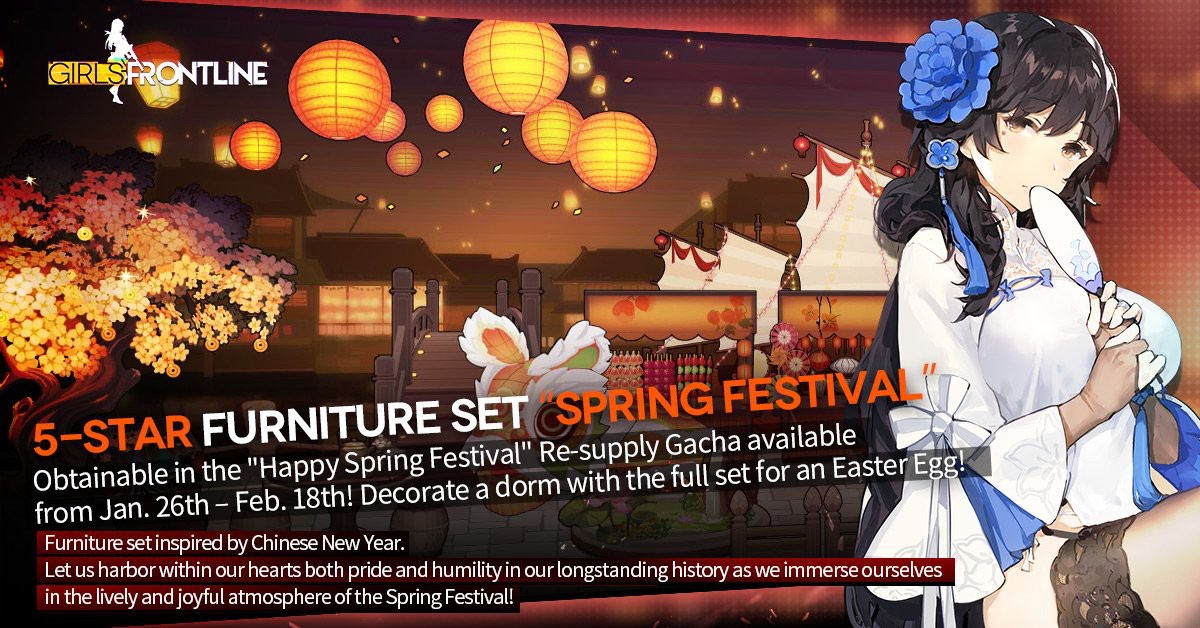 GIRLSFRONTLINE
5-STAR FURNITURE SET "SPRING FESTIVAL"
Obtainable in the "Happy Spring Festival" Re-supply Gacha available
from Jan. 26th – Feb. 18th! Decorate a dorm with the full set for an Easter Egg!
Furniture set inspired by Chinese New Year.
Let us harbor within our hearts both pride and humility in our longstanding history as we immerse ourselves
in the lively and joyful atmosphere of the Spring Festival!